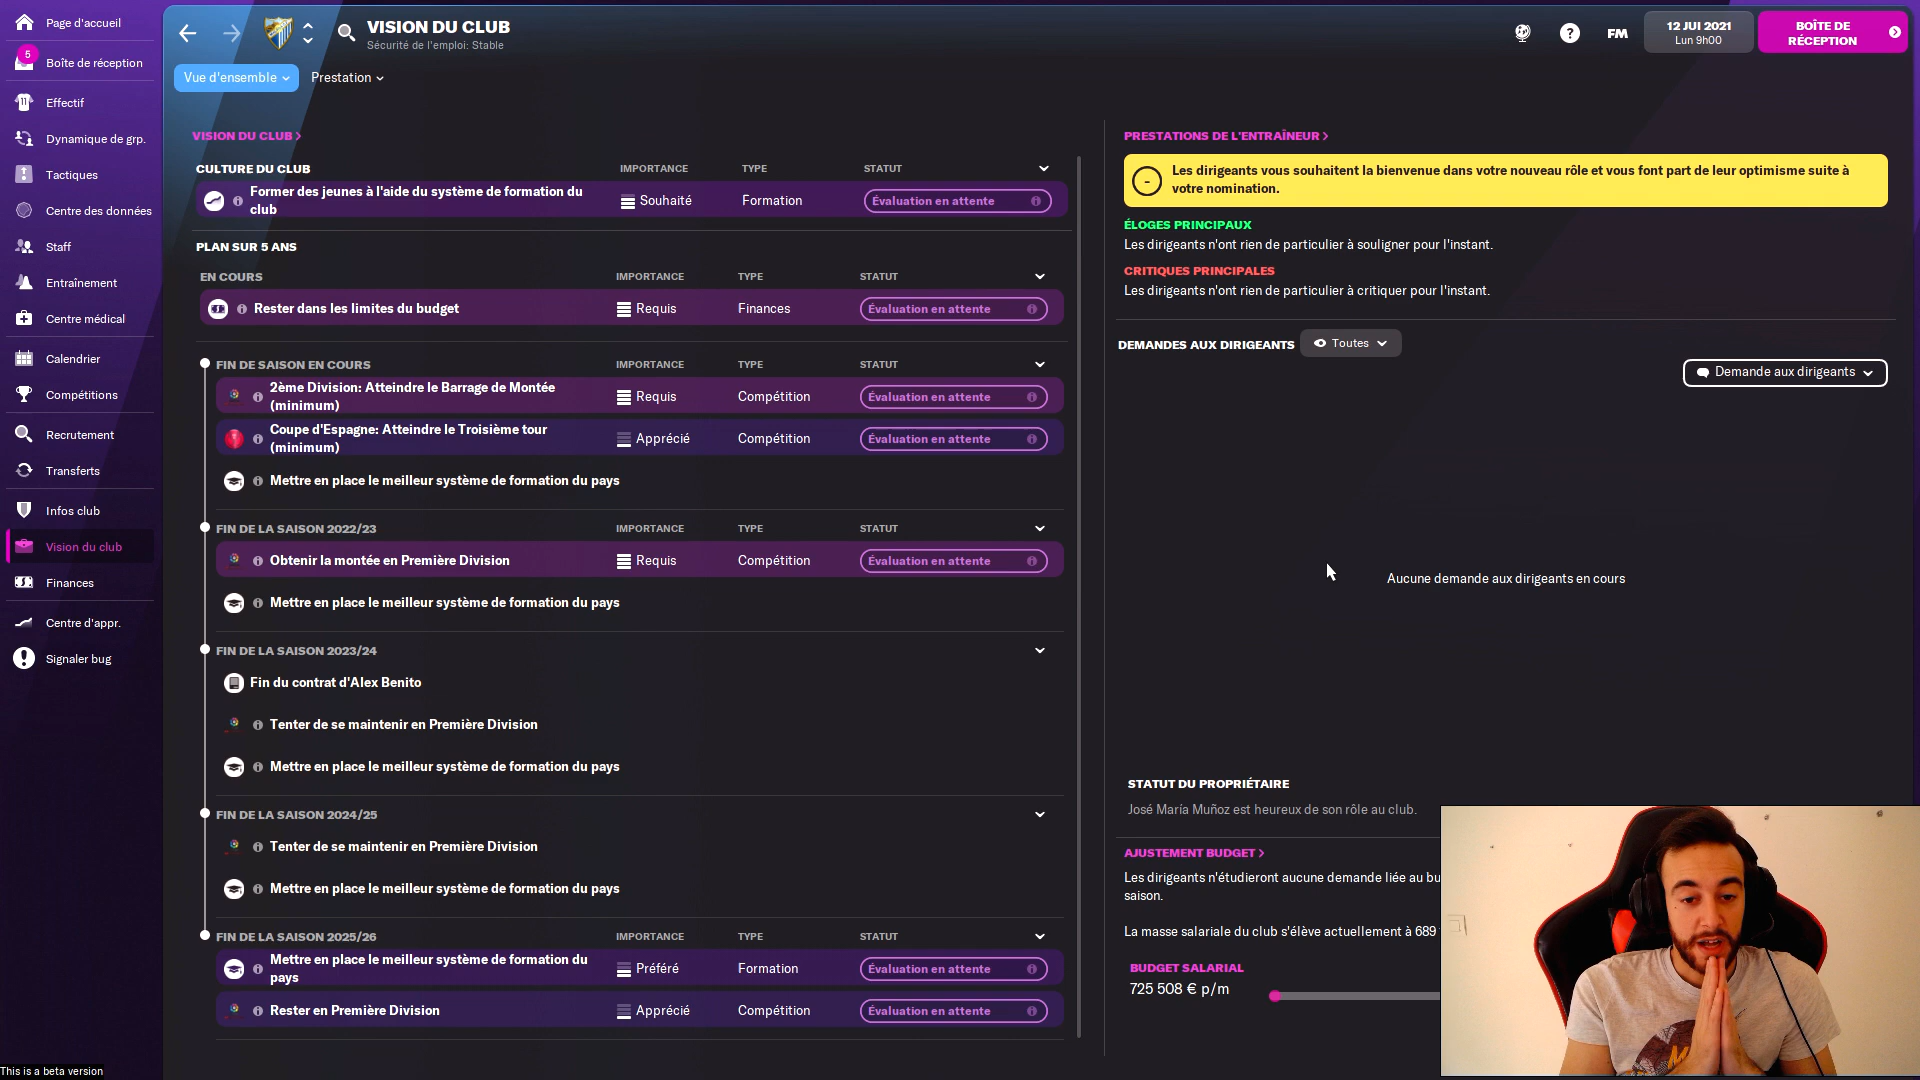 Page d'accueil
5
Boîte de réception
Effectif
Dynamique de grp.
Tactiques
Centre des données
Staff
Entraînement
Centre médical
Calendrier
Compétitions
Recrutement
Transferts
Infos club
Vision du club
Finances
Centre d'appr.
Signaler bug
This is a beta version
VISION DU CLUB
Sécurité de l'emploi: Stable
FM
12 JUI 2021
Lun 9h00
BOÎTE DE
RÉCEPTION
Vue d'ensemble
Prestation
VISION DU CLUB >
CULTURE DU CLUB IMPORTANCE TYPE STATUT
Former des jeunes à l'aide du système de formation du
club
Souhaité Formation Évaluation en attente
PLAN SUR 5 ANS
EN COURS IMPORTANCE TYPE STATUT
Rester dans les limites du budget Requis Finances Évaluation en attente
FIN DE SAISON EN COURS IMPORTANCE TYPE STATUT
2ème Division: Atteindre le Barrage de Montée
(minimum)
Requis Compétition Évaluation en attente
Coupe d'Espagne: Atteindre le Troisième tour
(minimum)
Apprécié Compétition Évaluation en attente
Mettre en place le meilleur système de formation du pays
FIN DE LA SAISON 2022/23 IMPORTANCE TYPE STATUT
Obtenir la montée en Première Division Requis Compétition Évaluation en attente
Mettre en place le meilleur système de formation du pays
FIN DE LA SAISON 2023/24
Fin du contrat d'Alex Benito
Tenter de se maintenir en Première Division
Mettre en place le meilleur système de formation du pays
FIN DE LA SAISON 2024/25
Tenter de se maintenir en Première Division
Mettre en place le meilleur système de formation du pays
FIN DE LA SAISON 2025/26 IMPORTANCE TYPE STATUT
Mettre en place le meilleur système de formation du
pays
Préféré Formation Évaluation en attente
Rester en Première Division Apprécié Compétition Évaluation en attente
PRESTATIONS DE L'ENTRAÎNEUR >
Les dirigeants vous souhaitent la bienvenue dans votre nouveau rôle et vous font part de leur optimisme suite à
votre nomination.
ÉLOGES PRINCIPAUX
Les dirigeants n'ont rien de particulier à souligner pour l'instant.
CRITIQUES PRINCIPALES
Les dirigeants n'ont rien de particulier à critiquer pour l'instant.
DEMANDES AUX DIRIGEANTS Toutes
Demande aux dirigeants
Aucune demande aux dirigeants en cours
STATUT DU PROPRIÉTAIRE
José María Muñoz est heureux de son rôle au club.
AJUSTEMENT BUDGET >
Les dirigeants n'étudieront aucune demande liée au bu
saison.
La masse salariale du club s'élève actuellement à 689
BUDGET SALARIAL
725 508 € p/m